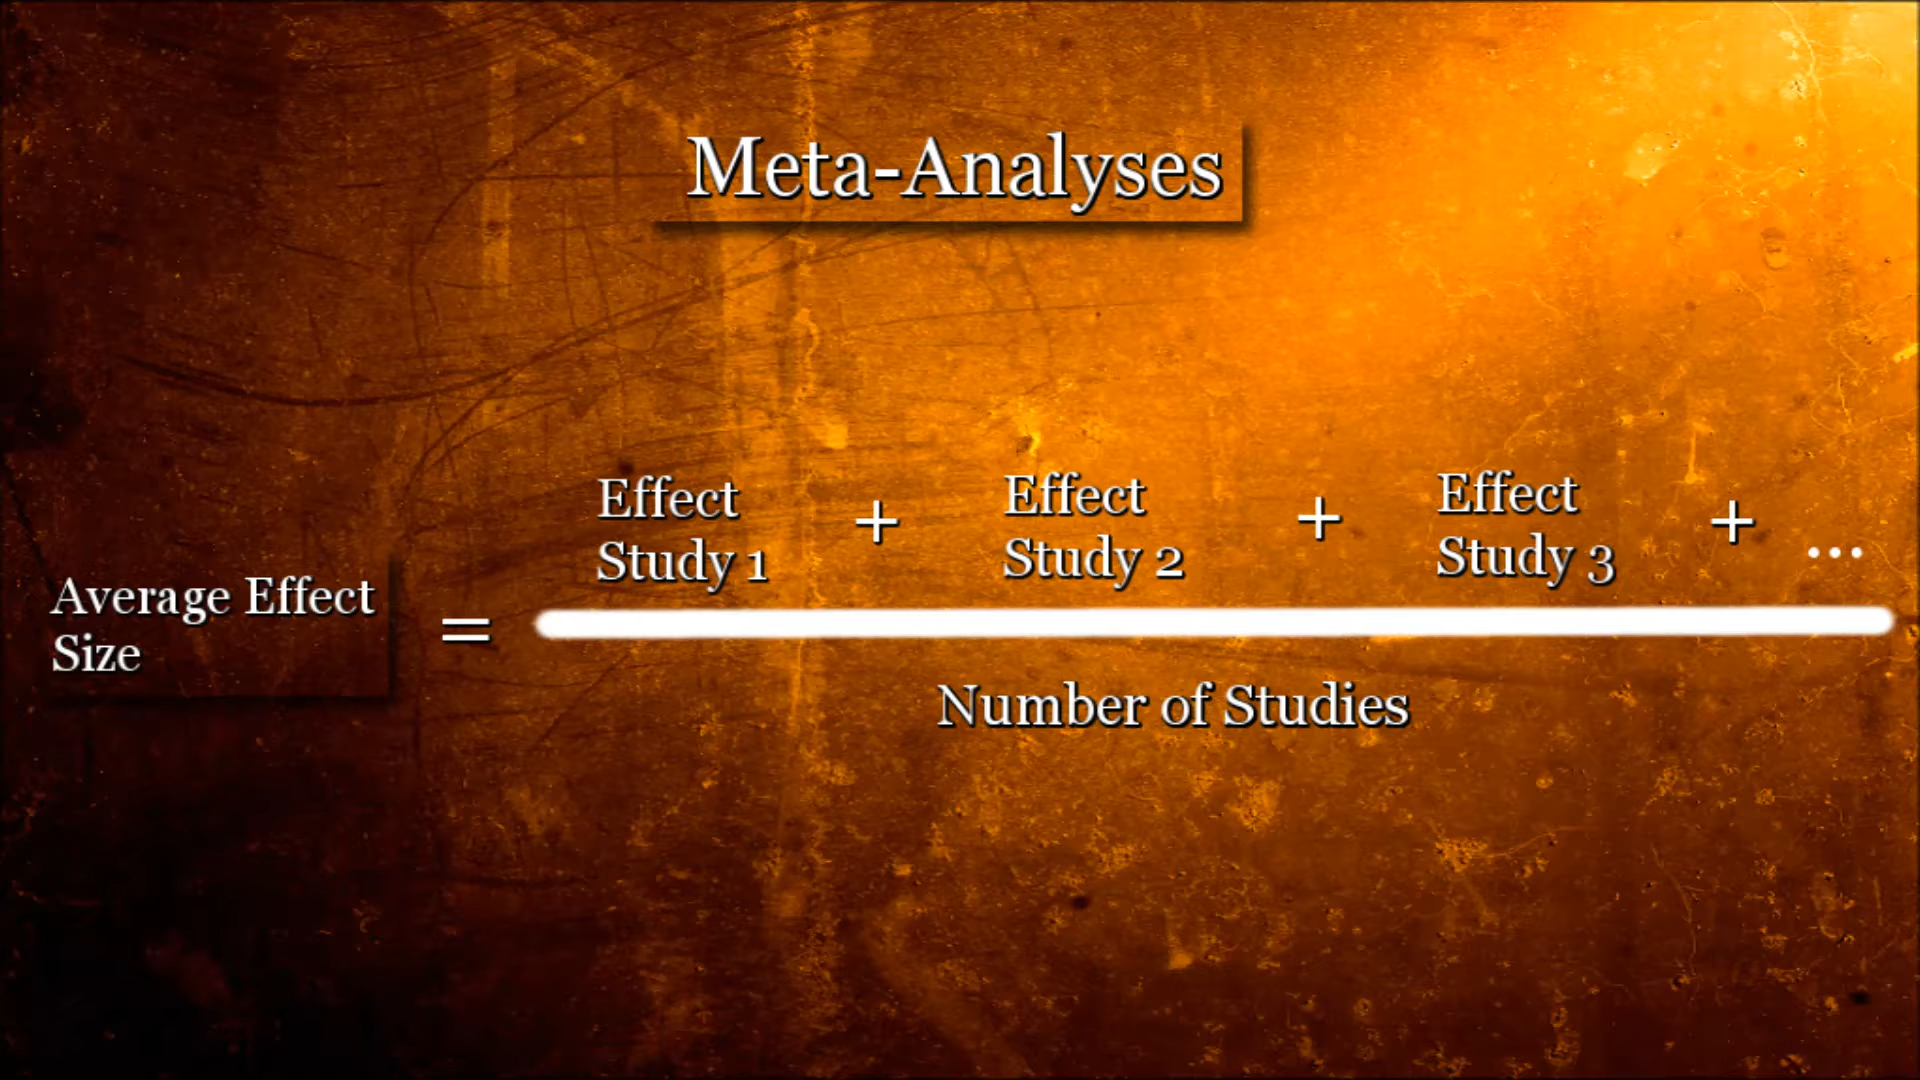 Meta-Analyses
Effect
Study 1
+
Effect
Study 2
+
Effect
Study 3
+
...
Average Effect
Size
=
Number of Studies